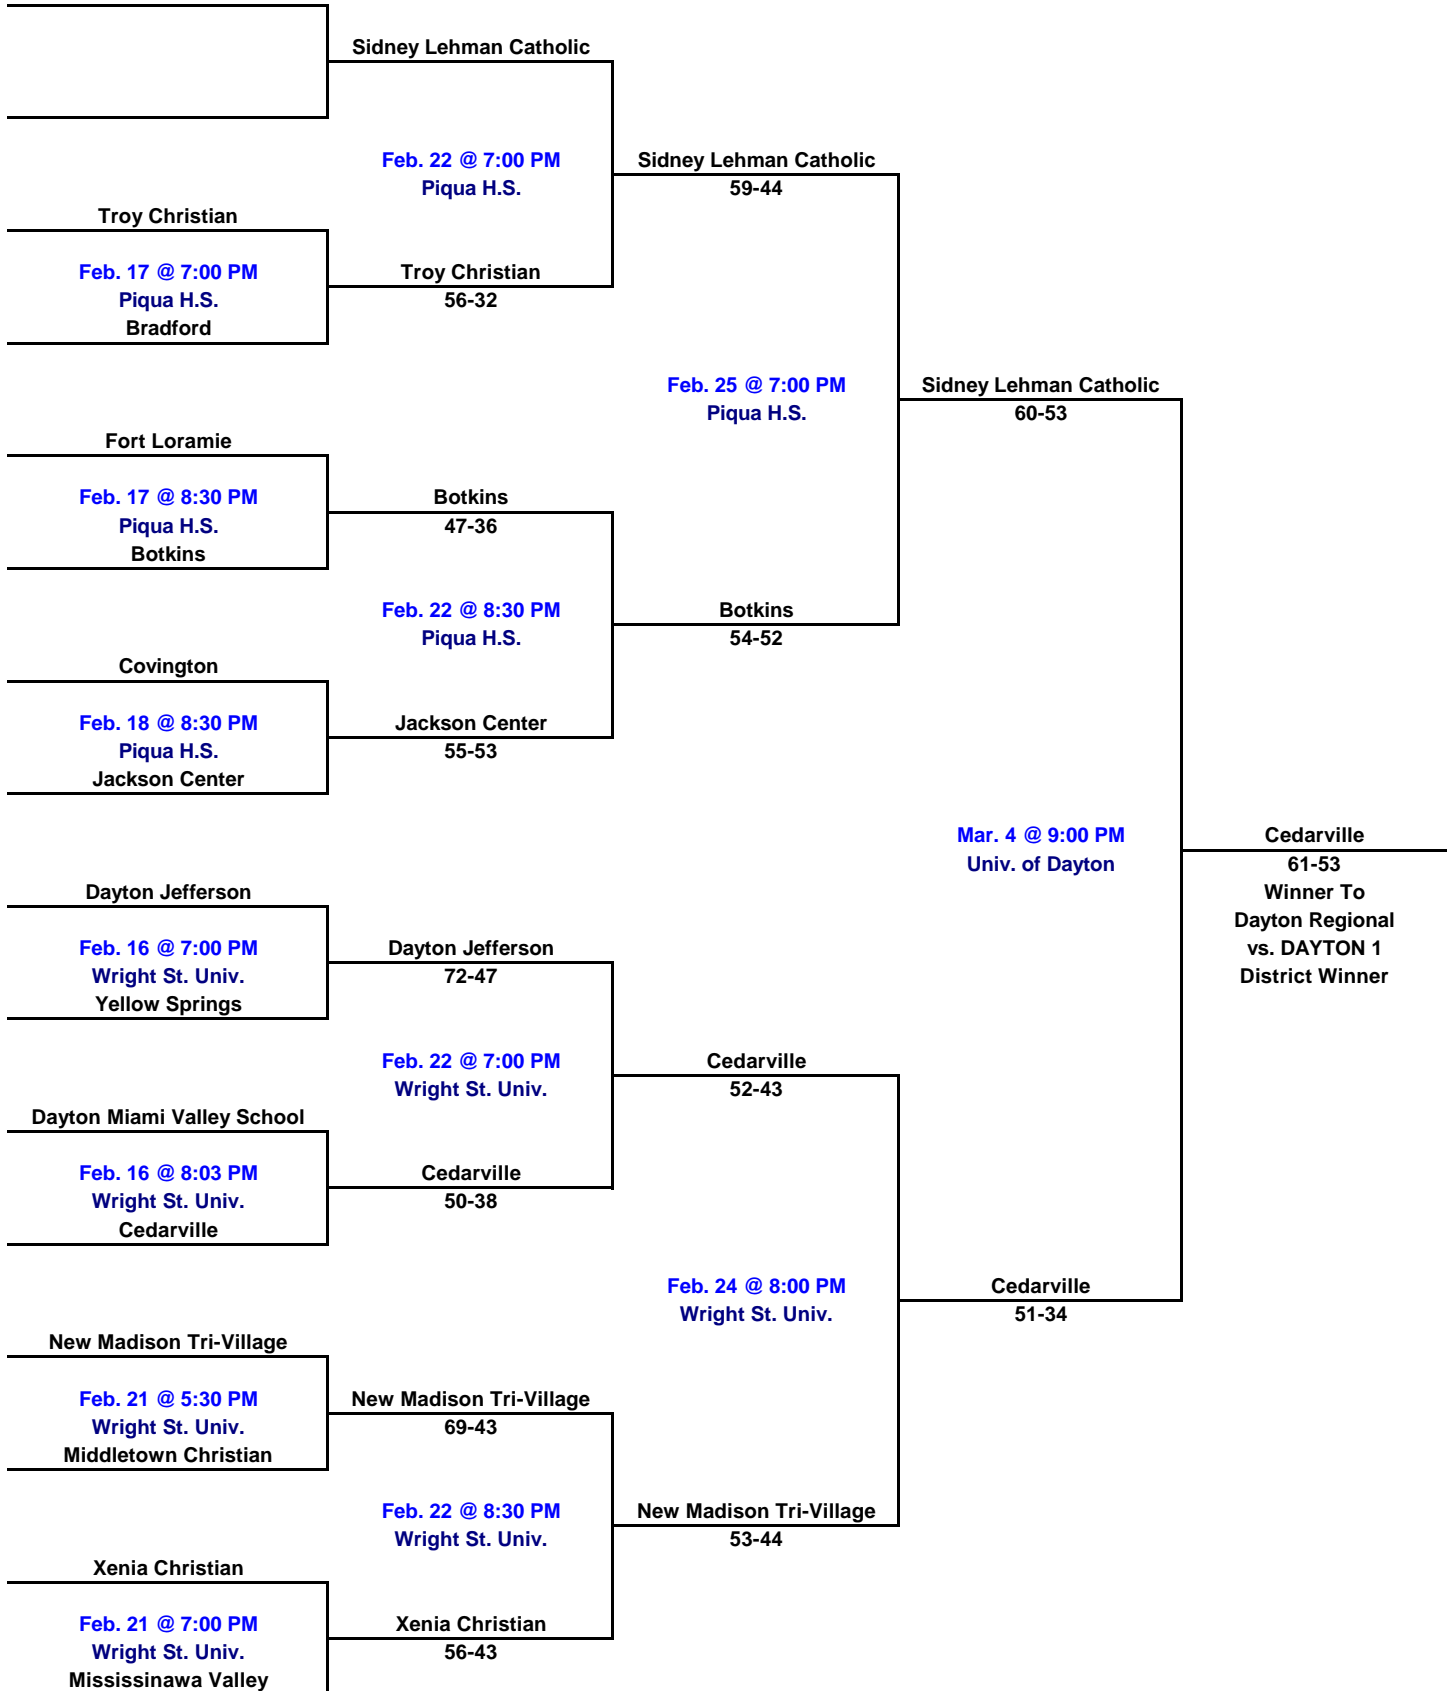 Sidney Lehman Catholic
Feb. 22 @ 7:00 PM
Piqua H.S.
Sidney Lehman Catholic
59-44
Troy Christian
Feb. 17 @ 7:00 PM
Piqua H.S.
Bradford
Troy Christian
56-32
Feb. 25 @ 7:00 PM
Piqua H.S.
Sidney Lehman Catholic
60-53
Fort Loramie
Feb. 17 @ 8:30 PM
Piqua H.S.
Botkins
Botkins
47-36
Feb. 22 @ 8:30 PM
Piqua H.S.
Botkins
54-52
Covington
Feb. 18 @ 8:30 PM
Piqua H.S.
Jackson Center
Jackson Center
55-53
Mar. 4 @ 9:00 PM
Univ. of Dayton
Cedarville
61-53
Winner To
Dayton Regional
vs. DAYTON 1
District Winner
Dayton Jefferson
Feb. 16 @ 7:00 PM
Wright St. Univ.
Yellow Springs
Dayton Jefferson
72-47
Feb. 22 @ 7:00 PM
Wright St. Univ.
Cedarville
52-43
Dayton Miami Valley School
Feb. 16 @ 8:03 PM
Wright St. Univ.
Cedarville
Cedarville
50-38
Feb. 24 @ 8:00 PM
Wright St. Univ.
Cedarville
51-34
New Madison Tri-Village
Feb. 21 @ 5:30 PM
Wright St. Univ.
Middletown Christian
New Madison Tri-Village
69-43
Feb. 22 @ 8:30 PM
Wright St. Univ.
New Madison Tri-Village
53-44
Xenia Christian
Feb. 21 @ 7:00 PM
Wright St. Univ.
Mississinawa Valley
Xenia Christian
56-43